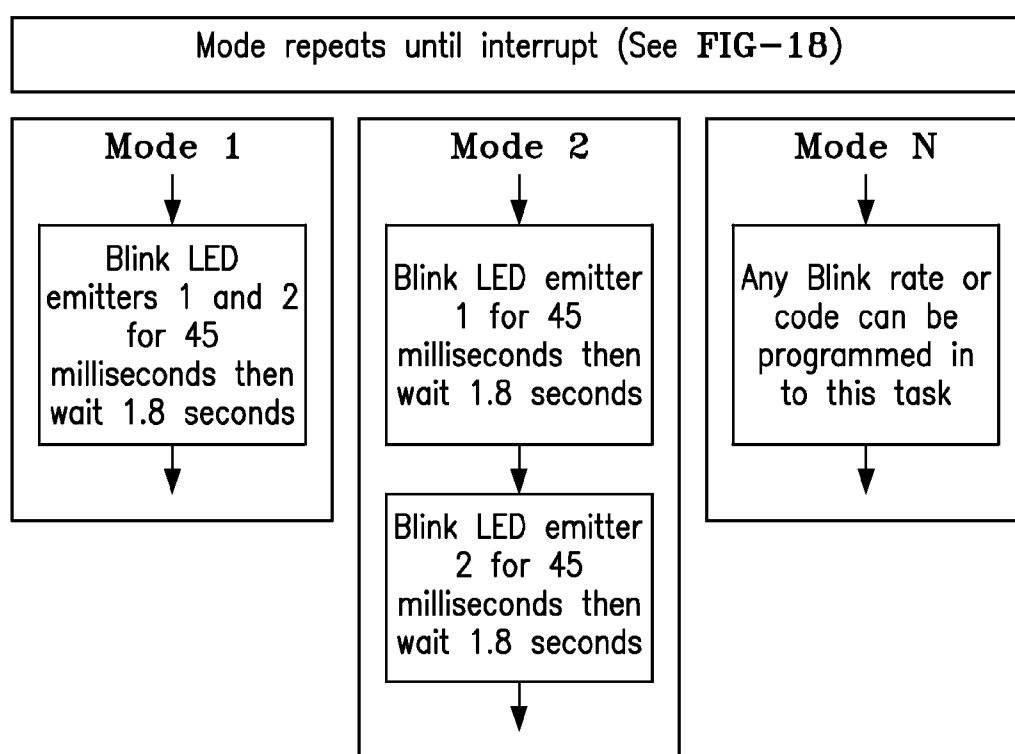 Mode repeats until interrupt (See FIG-18)
Mode 1
Blink LED
emitters 1 and 2
for 45
milliseconds then
wait 1.8 seconds
Mode 2
Blink LED emitter
1 for 45
milliseconds then
wait 1.8 seconds
Blink LED emitter
2 for 45
milliseconds then
wait 1.8 seconds
Mode N
Any Blink rate or
code can be
programmed in
to this task